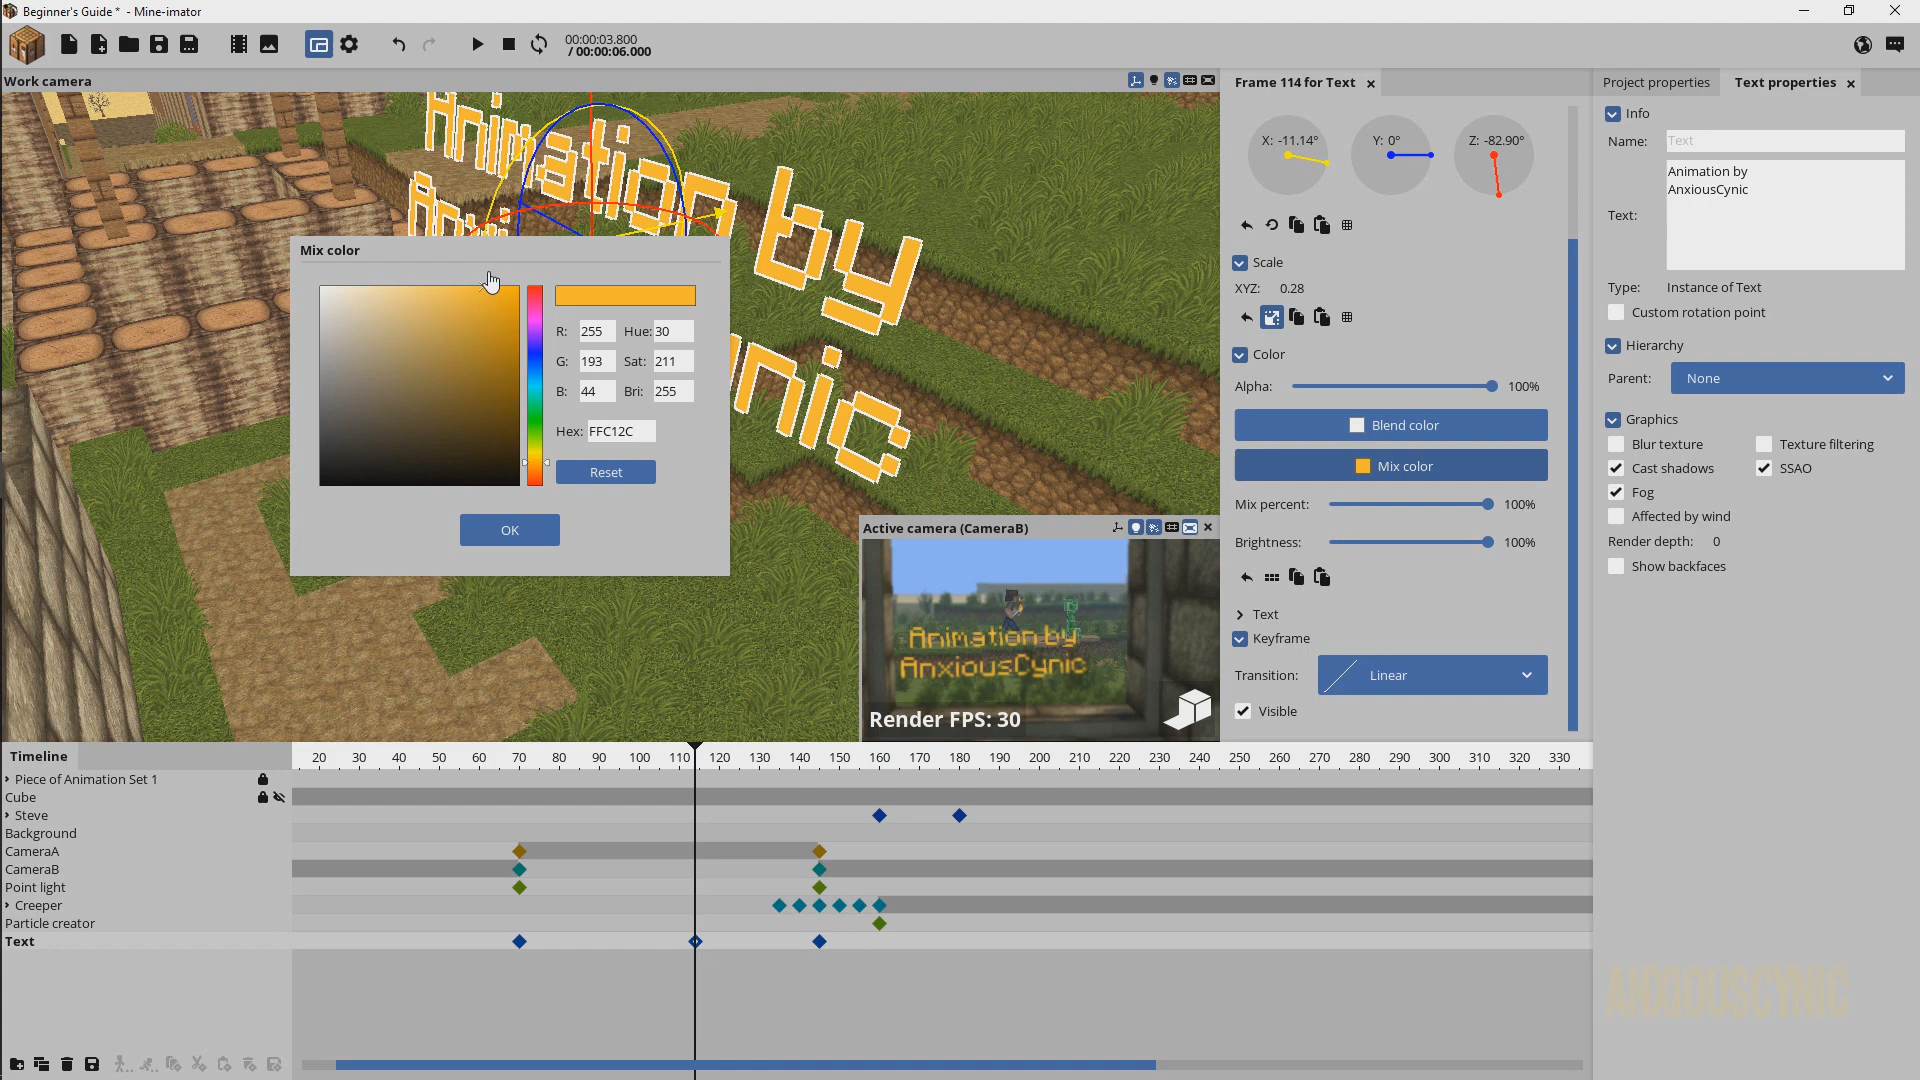 Beginner's Guide * - Mine-imator
00:00:03.800
/ 00:00:06.000
Work camera
Animation by
Mix color
R: 255 Hue: 30
G: 193 Sat: 211
B: 44 Bri: 255
Hex: FFC12C
Reset
OK
Active camera (CameraB)
Animation by
AnxiousCynic
Render FPS: 30
Frame 114 for Text
X: -11.14° Y: 0° Z: -82.90°
Scale
XYZ: 0.28
Color
Alpha: 100%
Blend color
Mix color
Mix percent: 100%
Brightness: 100%
Text
Keyframe
Transition: Linear
Visible
Project properties Text properties
Info
Name: Text
Text: Animation by
AnxiousCynic
Type: Instance of Text
Custom rotation point
Hierarchy
Parent: None
Graphics
Blur texture Texture filtering
Cast shadows SSAO
Fog
Affected by wind
Render depth: 0
Show backfaces
Timeline
20 30 40 50 60 70 80 90 100 110 120 130 140 150 160 170 180 190 200 210 220 230 240 250 260 270 280 290 300 310 320 330
Piece of Animation Set 1
Cube
Steve
Background
CameraA
CameraB
Point light
Creeper
Particle creator
Text
ANXIOUSCYNIC